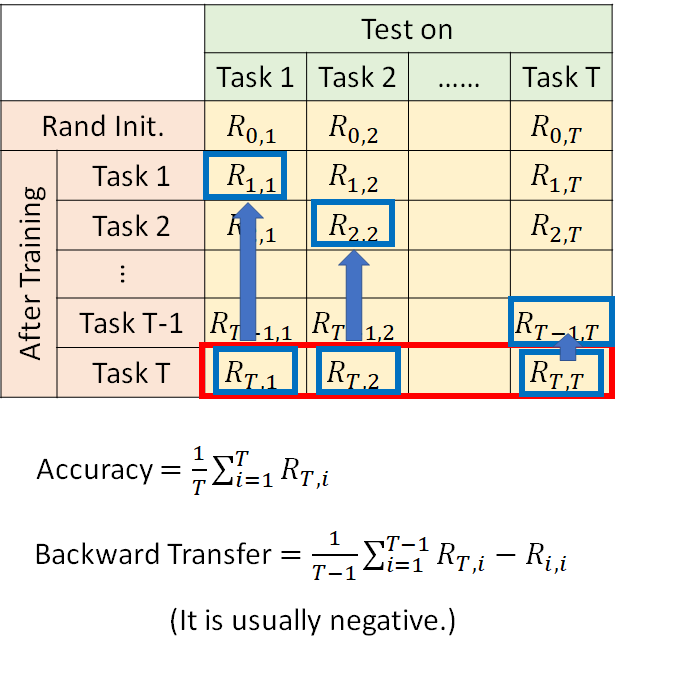 Test on
Task 1 Task 2 …… Task T
Rand Init. R_{0,1} R_{0,2} R_{0,T}
After Training
Task 1 R_{1,1} R_{1,2} R_{1,T}
Task 2 R_{2,1} R_{2,2} R_{2,T}
⋮
Task T-1 R_{T−1,1} R_{T−1,2} R_{T−1,T}
Task T R_{T,1} R_{T,2} R_{T,T}
Accuracy = \frac{1}{T} \sum_{i=1}^{T} R_{T,i}
Backward Transfer = \frac{1}{T−1} \sum_{i=1}^{T−1} R_{T,i} − R_{i,i}
(It is usually negative.)